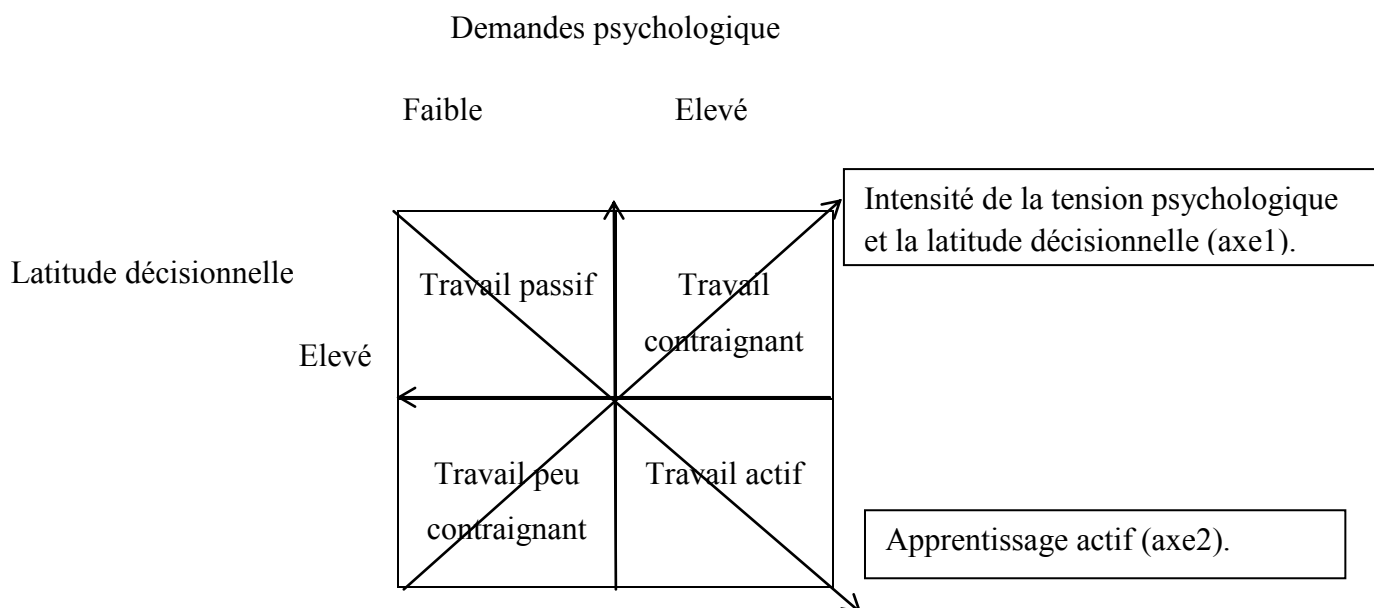 Demandes psychologique
Faible Elevé
Intensité de la tension psychologique
et la latitude décisionnelle (axe1).
Latitude décisionnelle
Travail passif
Travail
contraignant
Elevé
Travail peu
contraignant
Travail actif
Apprentissage actif (axe2).